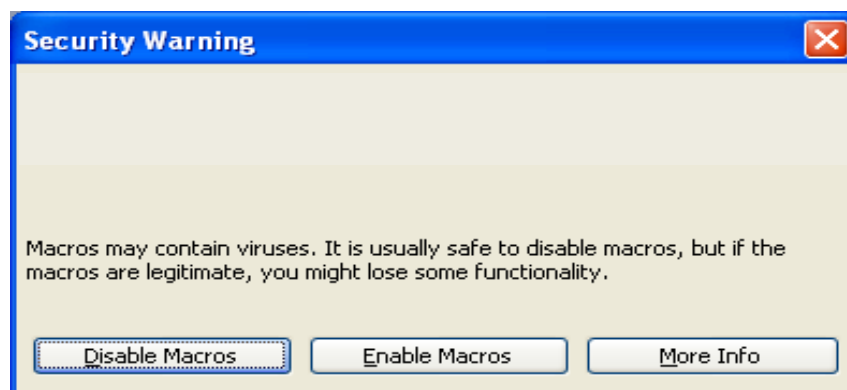 Security Warning
Macros may contain viruses. It is usually safe to disable macros, but if the
macros are legitimate, you might lose some functionality.
Disable Macros Enable Macros More Info